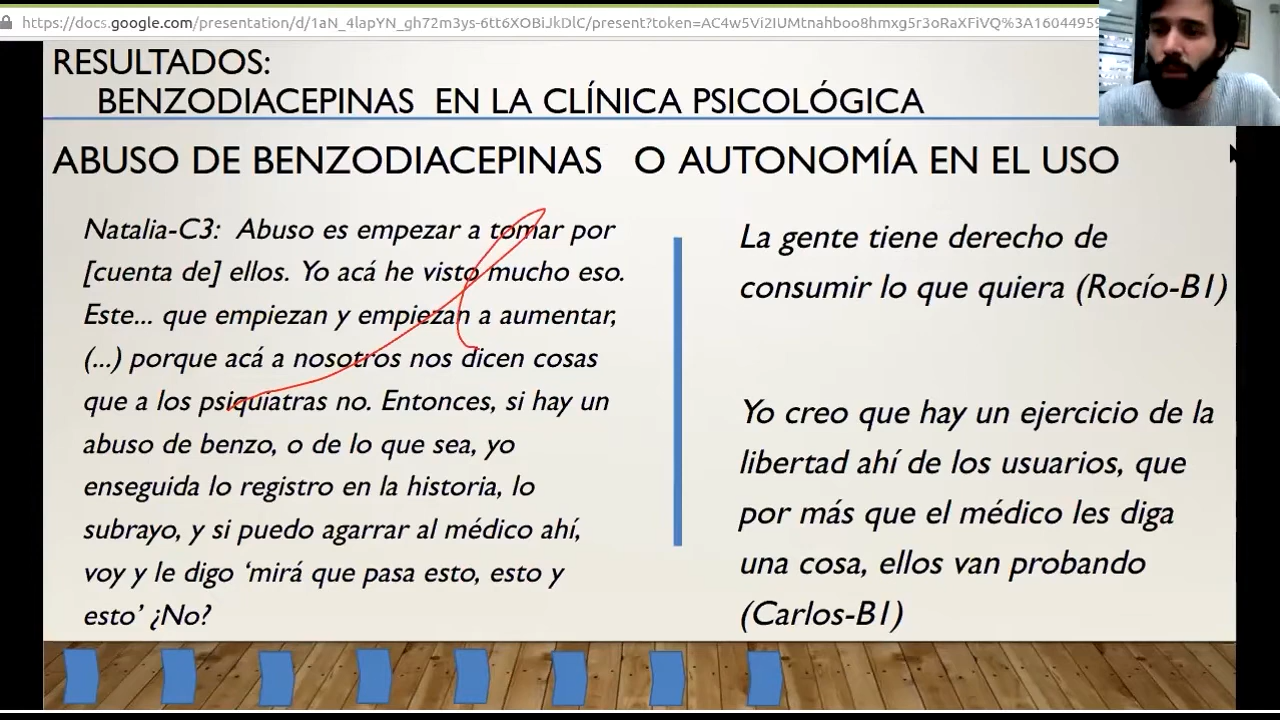 https://docs.google.com/presentation/d/1aN_4lapYN_gh72m3ys-6tt6XOBiJkDlC/present?token=AC4w5Vi2IUMtnahboo8hmxg5r3oRaXFiVQ%3A16044959
RESULTADOS:
BENZODIACEPINAS EN LA CLÍNICA PSICOLÓGICA
ABUSO DE BENZODIACEPINAS O AUTONOMÍA EN EL USO
Natalia-C3: Abuso es empezar a tomar por
[cuenta de] ellos. Yo acá he visto mucho eso.
Este... que empiezan y empiezan a aumentar,
(...) porque acá a nosotros nos dicen cosas
que a los psiquiatras no. Entonces, si hay un
abuso de benzo, o de lo que sea, yo
enseguida lo registro en la historia, lo
subrayo, y si puedo agarrar al médico ahí,
voy y le digo ‘mirá que pasa esto, esto y
esto’ ¿No?
La gente tiene derecho de
consumir lo que quiera (Rocío-B1)
Yo creo que hay un ejercicio de la
libertad ahí de los usuarios, que
por más que el médico les diga
una cosa, ellos van probando
(Carlos-B1)